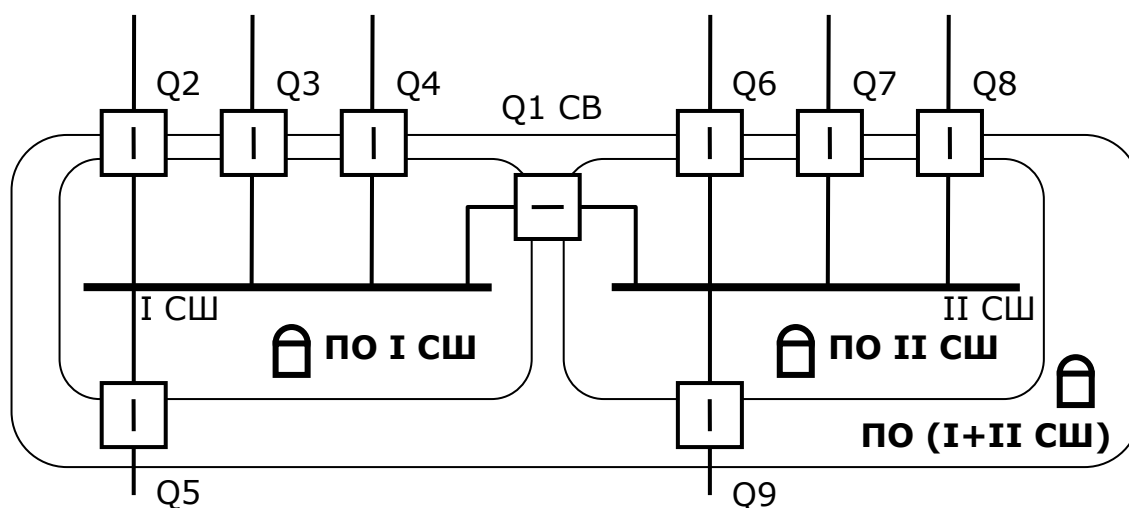 Q2
Q3
Q4
Q1 СВ
Q6
Q7
Q8
I СШ
II СШ
ПО I СШ
ПО II СШ
ПО (I+II СШ)
Q5
Q9